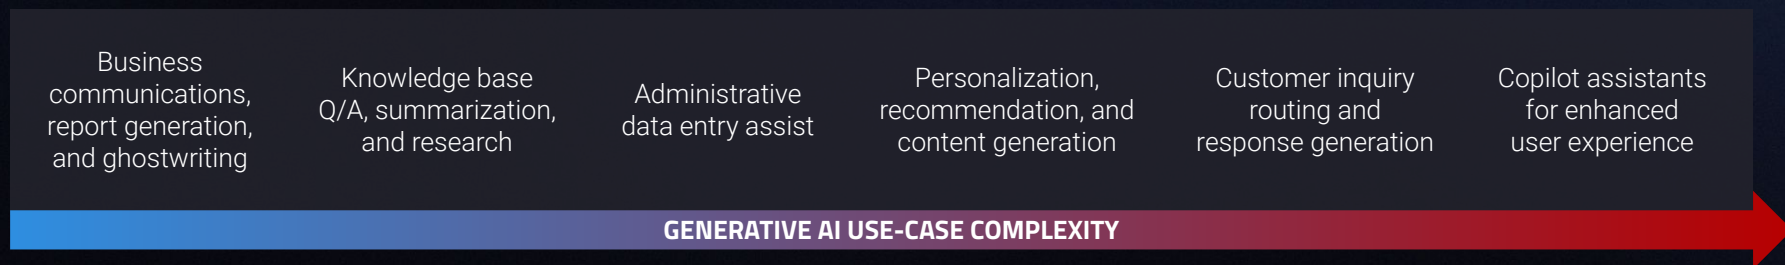 Business
communications,
report generation,
and ghostwriting
Knowledge base
Q/A, summarization,
and research
Administrative
data entry assist
Personalization,
recommendation, and
content generation
Customer inquiry
routing and
response generation
Copilot assistants
for enhanced
user experience
GENERATIVE AI USE-CASE COMPLEXITY